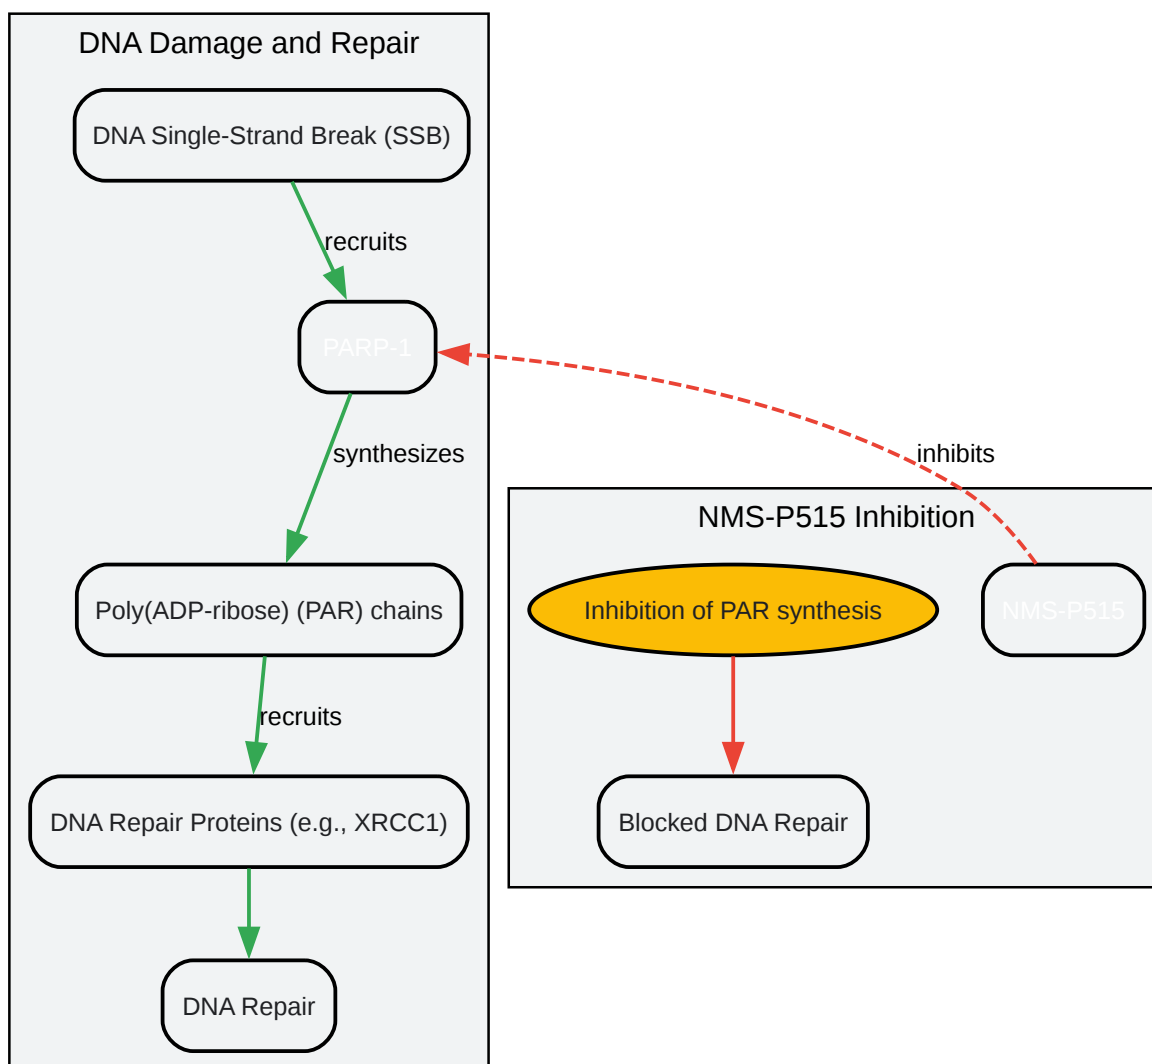 DNA Damage and Repair
DNA Single-Strand Break (SSB)
recruits
PARP-1
synthesizes
inhibits
NMS-P515 Inhibition
Poly(ADP-ribose) (PAR) chains
Inhibition of PAR synthesis
NMS-P515
recruits
DNA Repair Proteins (e.g., XRCC1)
Blocked DNA Repair
DNA Repair